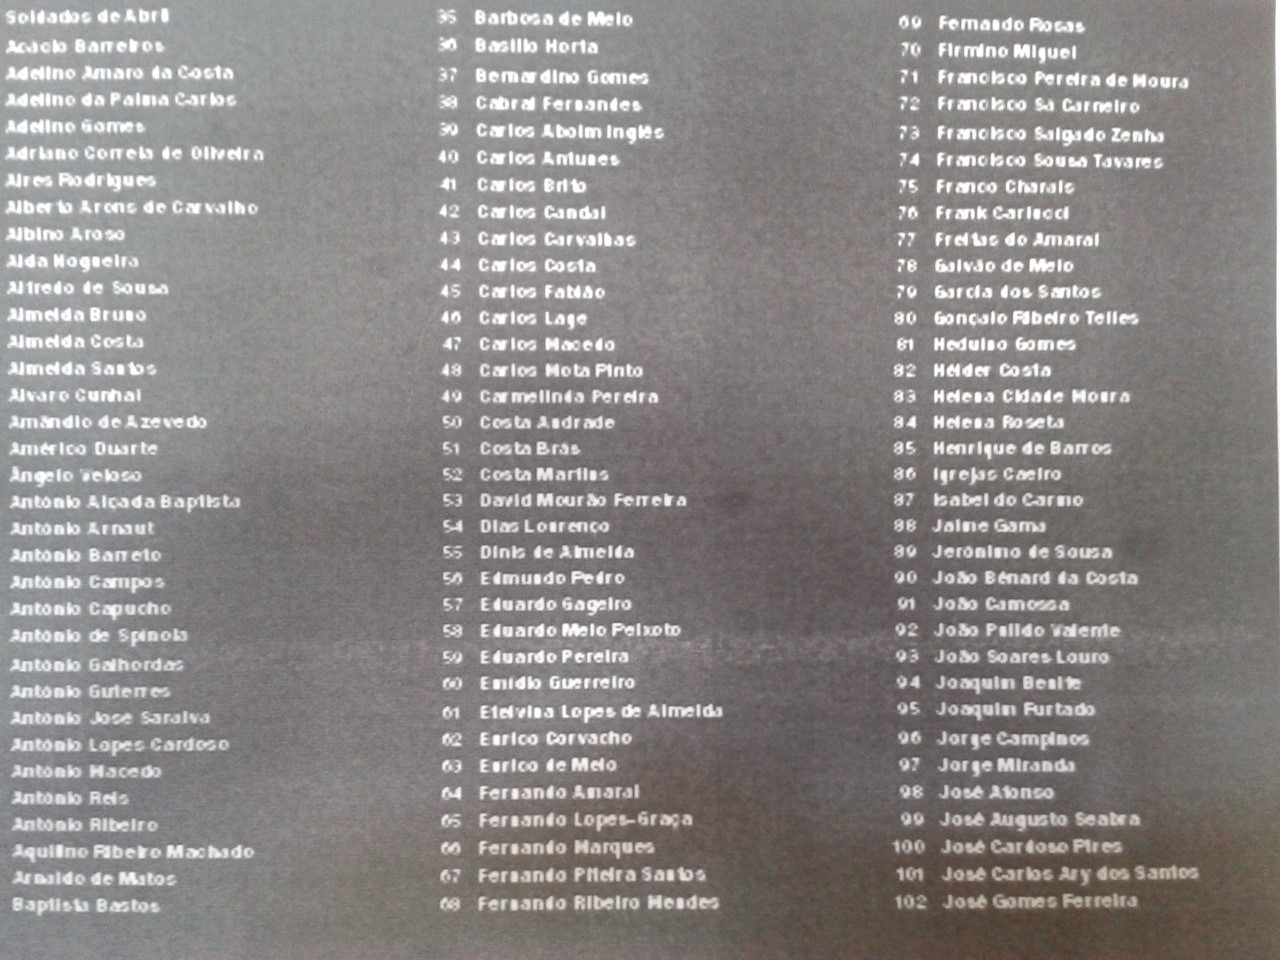 Soldados de Abril
Acácio Barreiros
Adelino Amaro da Costa
Adelino da Palma Carlos
Adelino Gomes
Adriano Correia de Oliveira
Aires Rodrigues
Alberto Arons de Carvalho
Albino Aroso
Alda Nogueira
Alfredo de Sousa
Almeida Bruno
Almeida Costa
Almeida Santos
Álvaro Cunhal
Amândio de Azevedo
Américo Duarte
Ângelo Veloso
António Alçada Baptista
António Arnaut
António Barreto
António Campos
António Capucho
António de Spínola
António Galhordas
António Guterres
António José Saraiva
António Lopes Cardoso
António Macedo
António Reis
António Ribeiro
Aquilino Ribeiro Machado
Arnaldo de Matos
Baptista Bastos
35 Barbosa de Melo
36 Basílio Horta
37 Bernardino Gomes
38 Cabral Fernandes
39 Carlos Aboim Inglês
40 Carlos Antunes
41 Carlos Brito
42 Carlos Candal
43 Carlos Carvalhas
44 Carlos Costa
45 Carlos Fabião
46 Carlos Lage
47 Carlos Macedo
48 Carlos Mota Pinto
49 Carmelinda Pereira
50 Costa Andrade
51 Costa Brás
52 Costa Martins
53 David Mourão Ferreira
54 Dias Lourenço
55 Dinis de Almeida
56 Edmundo Pedro
57 Eduardo Gageiro
58 Eduardo Melo Peixoto
59 Eduardo Pereira
60 Emídio Guerreiro
61 Etelvina Lopes de Almeida
62 Eurico Corvacho
63 Eurico de Melo
64 Fernando Amaral
65 Fernando Lopes-Graça
66 Fernando Marques
67 Fernando Piteira Santos
68 Fernando Ribeiro Mendes
69 Fernando Rosas
70 Firmino Miguel
71 Francisco Pereira de Moura
72 Francisco Sá Carneiro
73 Francisco Salgado Zenha
74 Francisco Sousa Tavares
75 Franco Charais
76 Frank Carlucci
77 Freitas do Amaral
78 Galvão de Melo
79 Garcia dos Santos
80 Gonçalo Ribeiro Telles
81 Heduíno Gomes
82 Hélder Costa
83 Helena Cidade Moura
84 Helena Roseta
85 Henrique de Barros
86 Igrejas Caeiro
87 Isabel do Carmo
88 Jaime Gama
89 Jerónimo de Sousa
90 João Bénard da Costa
91 João Camossa
92 João Pulido Valente
93 João Soares Louro
94 Joaquim Benite
95 Joaquim Furtado
96 Jorge Campinos
97 Jorge Miranda
98 José Afonso
99 José Augusto Seabra
100 José Cardoso Pires
101 José Carlos Ary dos Santos
102 José Gomes Ferreira